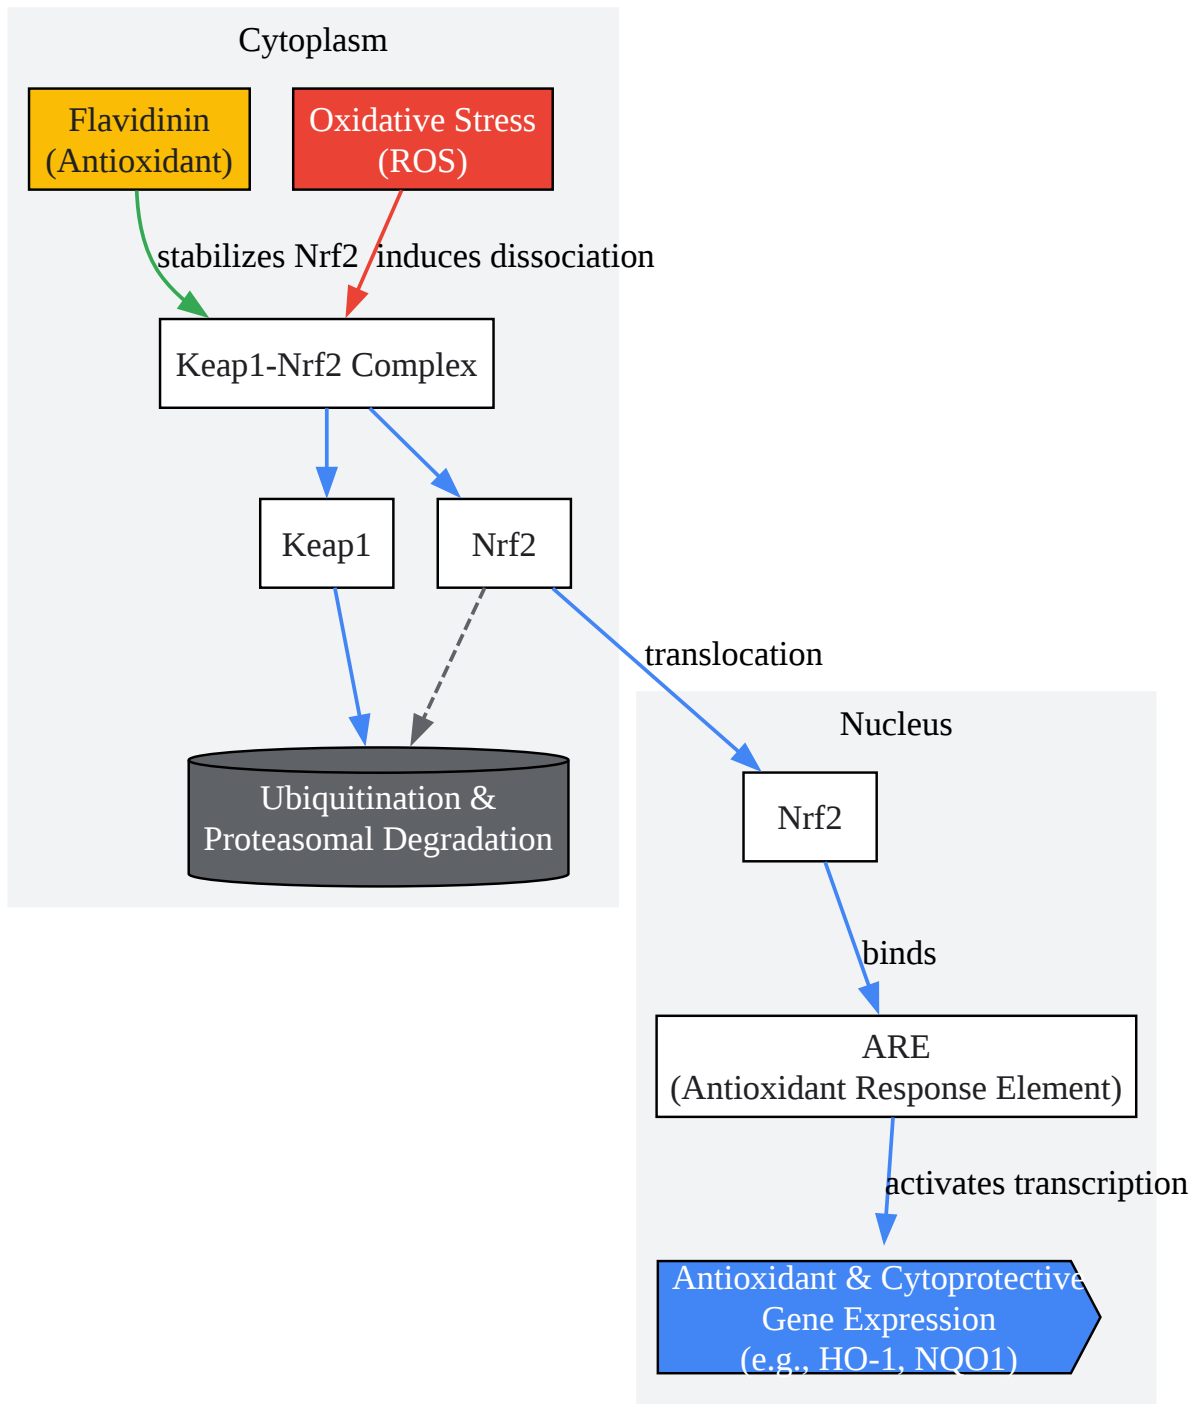 Cytoplasm
Flavidinin
(Antioxidant)
Oxidative Stress
(ROS)
stabilizes Nrf2
induces dissociation
Keap1-Nrf2 Complex
Keap1
Nrf2
translocation
Ubiquitination &
Proteasomal Degradation
Nucleus
Nrf2
binds
ARE
(Antioxidant Response Element)
activates transcription
Antioxidant & Cytoprotective
Gene Expression
(e.g., HO-1, NQO1)